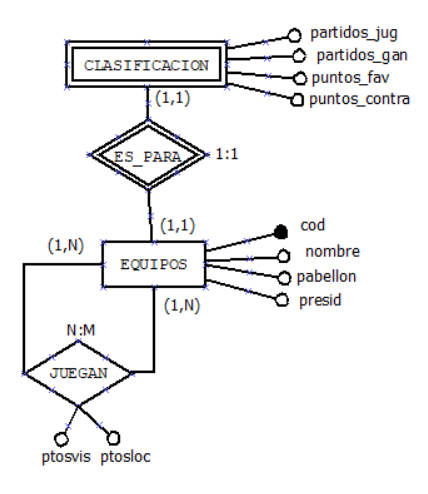 partidos_jug
partidos_gan
CLASIFICACION
puntos_fav
puntos_contra
(1,1)
ES_PARA
1:1
(1,1)
cod
(1,N)
nombre
EQUIPOS
pabellon
presid
(1,N)
N:M
JUEGAN
ptosvis ptosloc